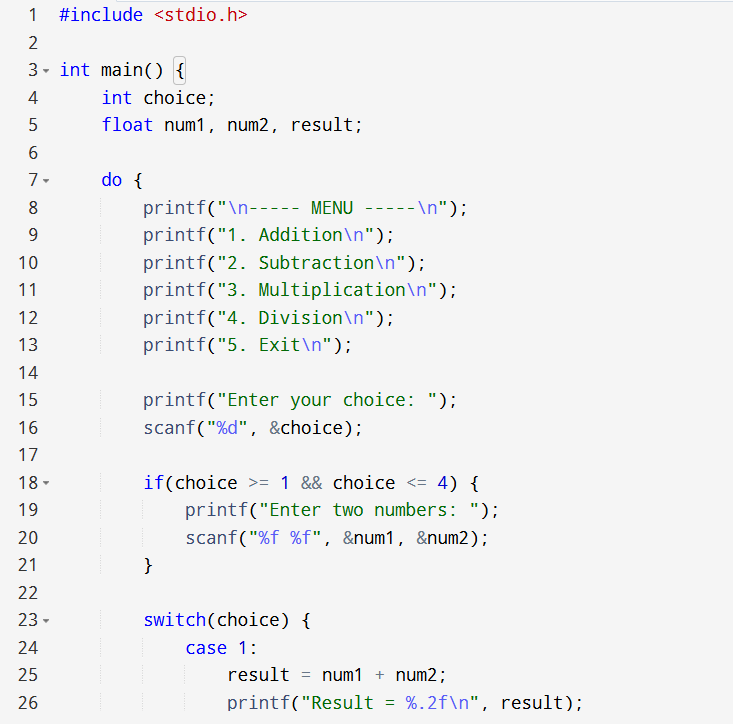 1 #include <stdio.h>
2
3 int main() {
4     int choice;
5     float num1, num2, result;
6
7     do {
8         printf("\n----- MENU -----\n");
9         printf("1. Addition\n");
10         printf("2. Subtraction\n");
11         printf("3. Multiplication\n");
12         printf("4. Division\n");
13         printf("5. Exit\n");
14
15         printf("Enter your choice: ");
16         scanf("%d", &choice);
17
18         if(choice >= 1 && choice <= 4) {
19             printf("Enter two numbers: ");
20             scanf("%f %f", &num1, &num2);
21         }
22
23         switch(choice) {
24             case 1:
25                 result = num1 + num2;
26                 printf("Result = %.2f\n", result);